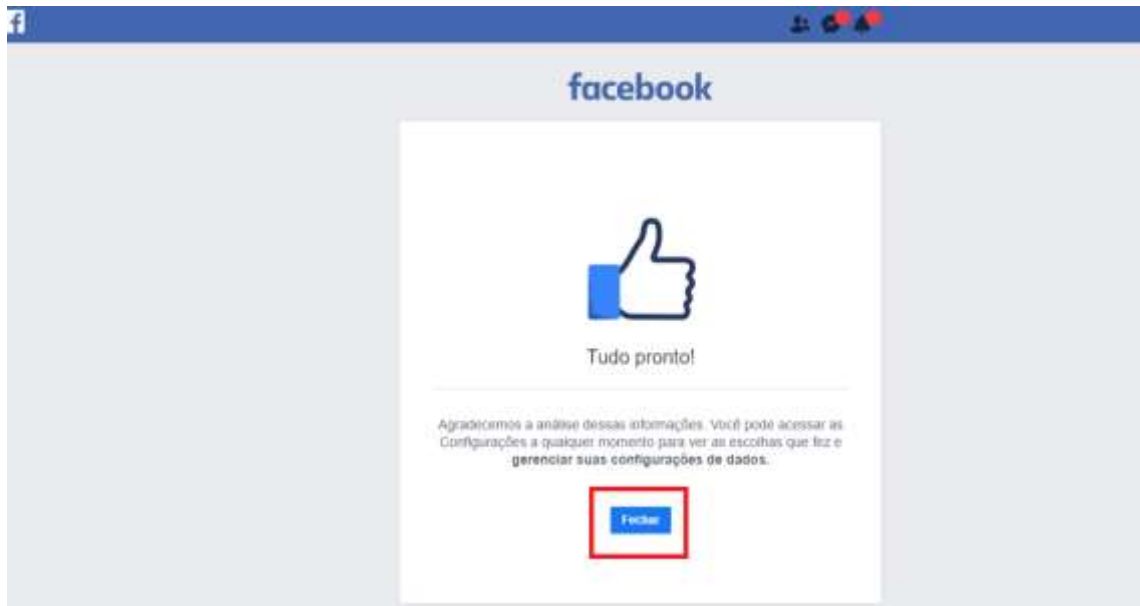 f
facebook
Tudo pronto!
Agradecemos a análise dessas informações. Você pode acessar as
Configurações a qualquer momento para ver as escolhas que fez e
gerenciar suas configurações de dados.
Fechar